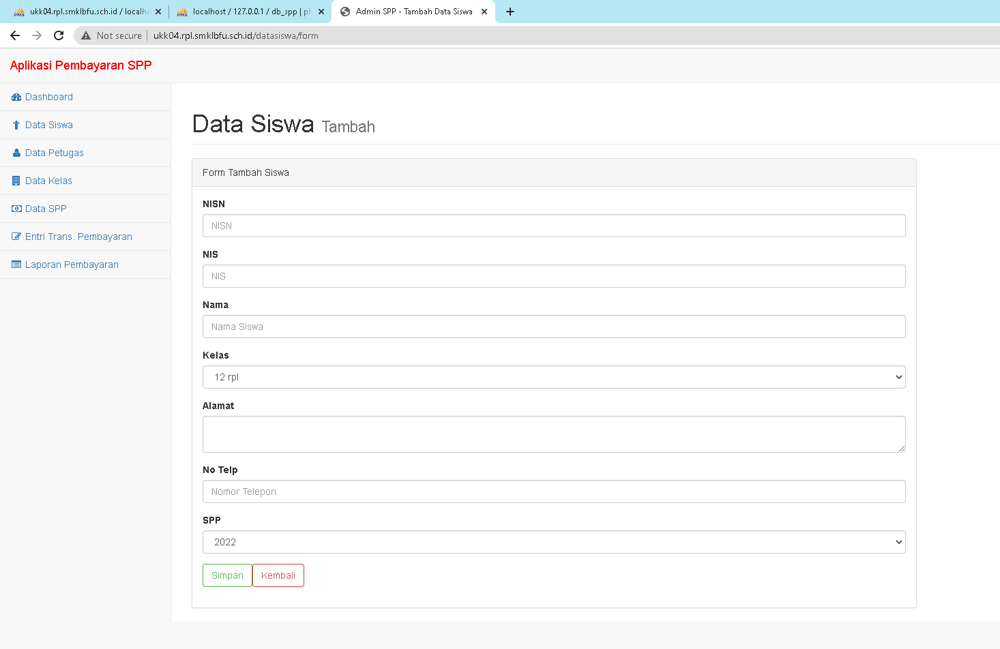 ukk04.rpl.smklbfu.sch.id / localho
localhost / 127.0.0.1 / db_spp | ph
Admin SPP - Tambah Data Siswa
Not secure
ukk04.rpl.smklbfu.sch.id/datasiswa/form
Aplikasi Pembayaran SPP
Dashboard
Data Siswa
Data Petugas
Data Kelas
Data SPP
Entri Trans. Pembayaran
Laporan Pembayaran
Data Siswa Tambah
Form Tambah Siswa
NISN
NISN
NIS
NIS
Nama
Nama Siswa
Kelas
12 rpl
Alamat
No Telp
Nomor Telepon
SPP
2022
Simpan
Kembali